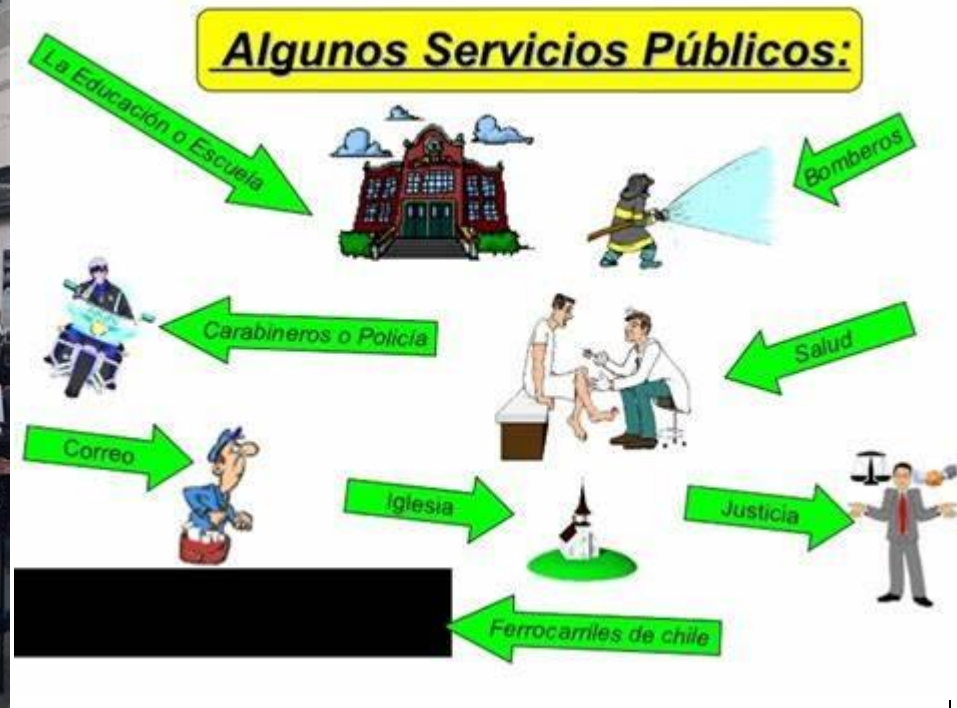 Algunos Servicios Públicos:
La Educación o Escuela
Bomberos
Carabineros o Policía
Salud
Correo
Iglesia
Justicia
Ferrocarriles de chile